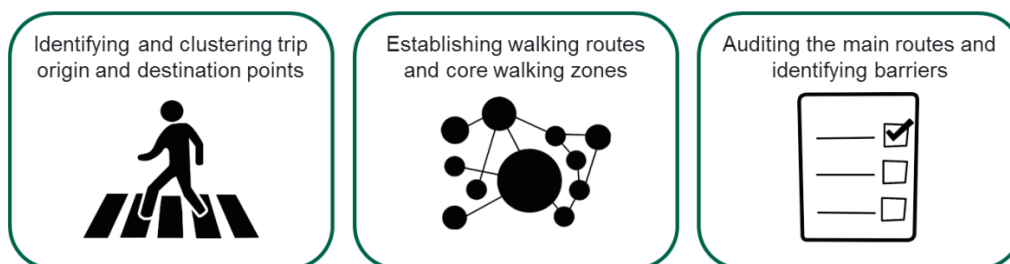 Identifying and clustering trip
origin and destination points
Establishing walking routes
and core walking zones
Auditing the main routes and
identifying barriers